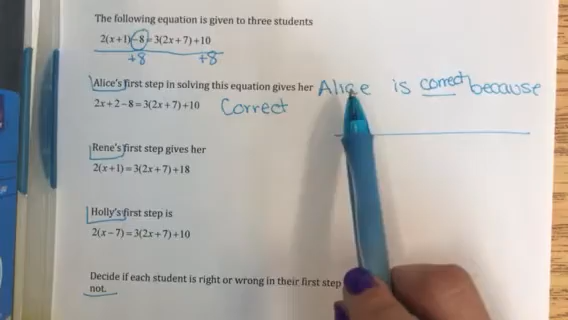 The following equation is given to three students
2(x+1)-8=3(2x+7)+10
+8 +8
Alice's first step in solving this equation gives her Alice is correct because
2x+2-8=3(2x+7)+10 Correct
Rene's first step gives her
2(x+1)=3(2x+7)+18
Holly's first step is
2(x-7)=3(2x+7)+10
Decide if each student is right or wrong in their first step
not.